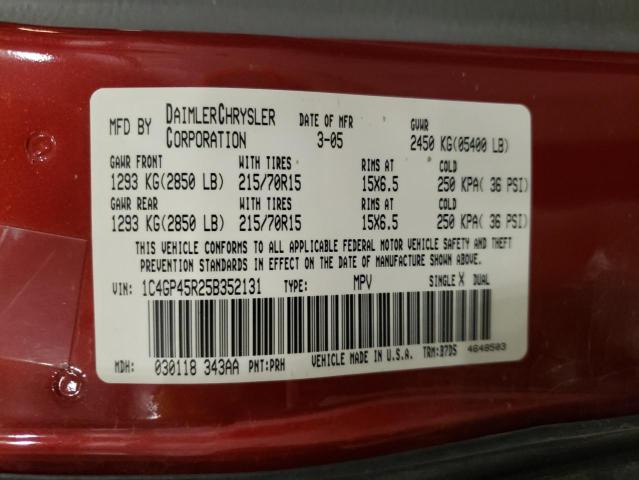 MFD BY DAIMLERCHRYSLER CORPORATION DATE OF MFR 3-05 GVWR 2450 KG(05400 LB)
GAWR FRONT WITH TIRES RIMS AT COLD
1293 KG(2850 LB) 215/70R15 15X6.5 250 KPA( 36 PSI)
GAWR REAR WITH TIRES RIMS AT COLD
1293 KG(2850 LB) 215/70R15 15X6.5 250 KPA( 36 PSI)
THIS VEHICLE CONFORMS TO ALL APPLICABLE FEDERAL MOTOR VEHICLE SAFETY AND THEFT
PREVENTION STANDARDS IN EFFECT ON THE DATE OF MANUFACTURE SHOWN ABOVE.
VIN: 1C4GP45R25B352131 TYPE: MPV SINGLE X DUAL
MDH: 030118 343AA PNT:PRH VEHICLE MADE IN U.S.A. TRM:B7D5 4648503